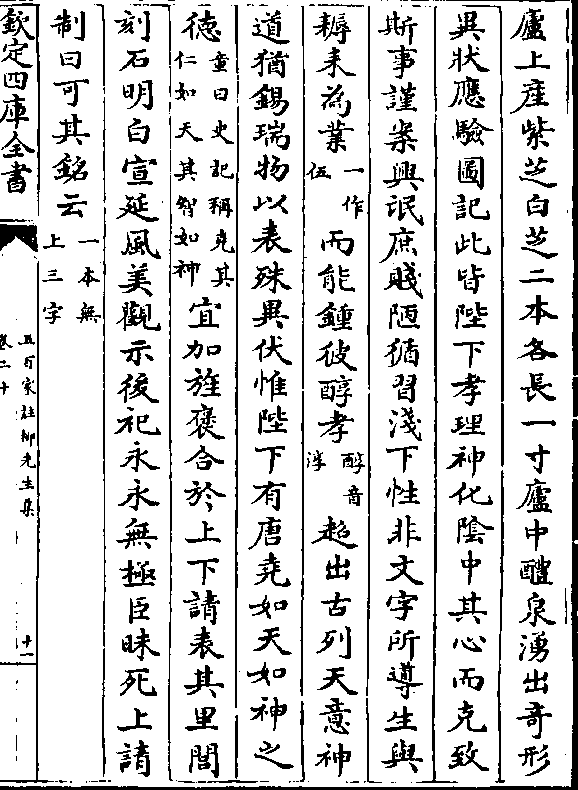 廬上産紫芝白芝二本各長一寸廬中醴泉湧出奇形
異狀應驗圖記此皆陛下孝理神化隂中其心而克致
斯事謹案興氓庶賤陋循習淺下性非文字所導生與
耨耒為業一作伍而能鍾彼醇孝醇音淳超出古列天意神
道猶錫瑞物以表殊異伏惟陛下有唐堯如天如神之
徳童曰史記稱堯其仁如天其智如神宜加旌褒合於上下請表其里閭
刻石明白宣延風美觀示後祀永永無極臣昧死上請
制曰可其銘云一本無上三字
欽定四庫全書
五百家註柳先生集
卷二十
十一